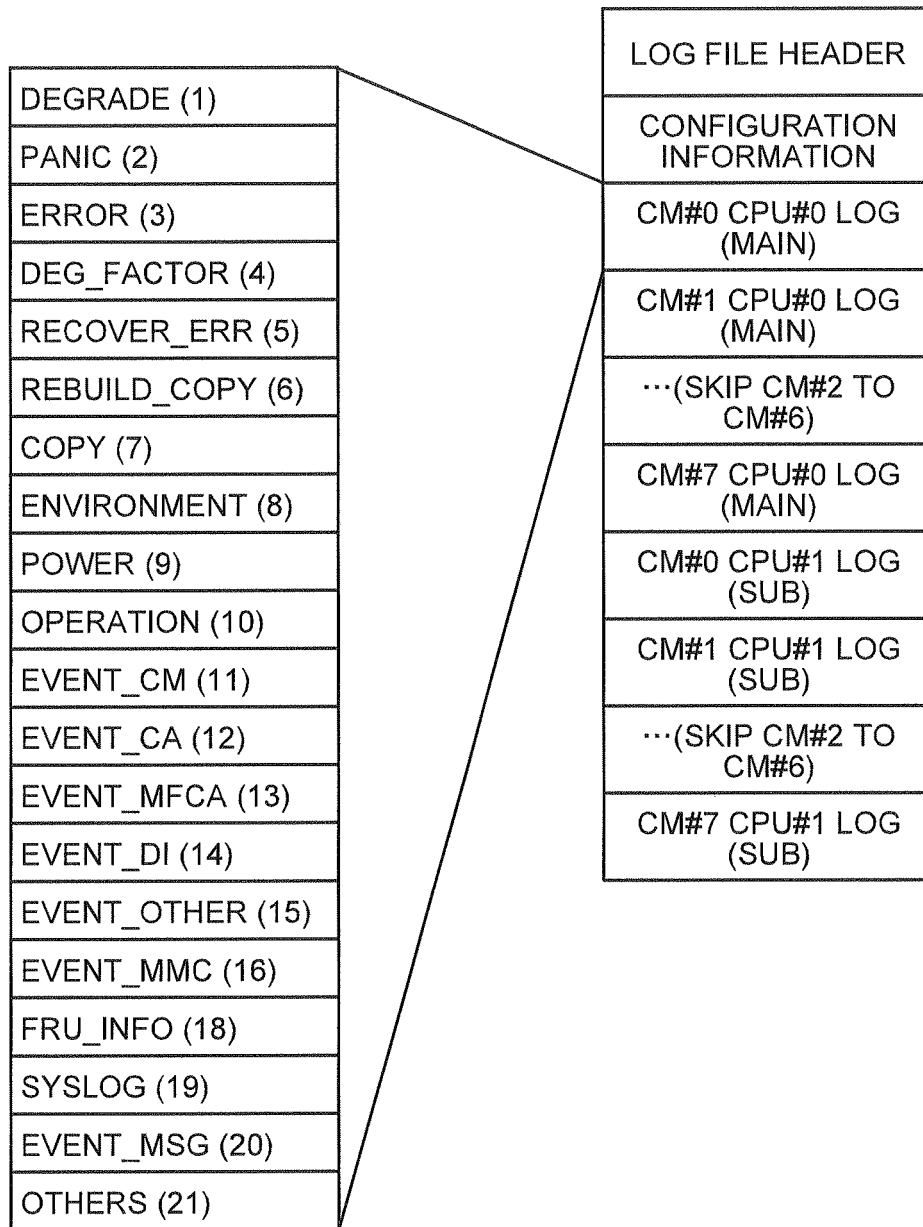 DEGRADE (1)
PANIC (2)
ERROR (3)
DEG_FACTOR (4)
RECOVER_ERR (5)
REBUILD_COPY (6)
COPY (7)
ENVIRONMENT (8)
POWER (9)
OPERATION (10)
EVENT_CM (11)
EVENT_CA (12)
EVENT_MFCA (13)
EVENT_DI (14)
EVENT_OTHER (15)
EVENT_MMC (16)
FRU_INFO (18)
SYSLOG (19)
EVENT_MSG (20)
OTHERS (21)
LOG FILE HEADER
CONFIGURATION
INFORMATION
CM#0 CPU#0 LOG
(MAIN)
CM#1 CPU#0 LOG
(MAIN)
···(SKIP CM#2 TO
CM#6)
CM#7 CPU#0 LOG
(MAIN)
CM#0 CPU#1 LOG
(SUB)
CM#1 CPU#1 LOG
(SUB)
···(SKIP CM#2 TO
CM#6)
CM#7 CPU#1 LOG
(SUB)